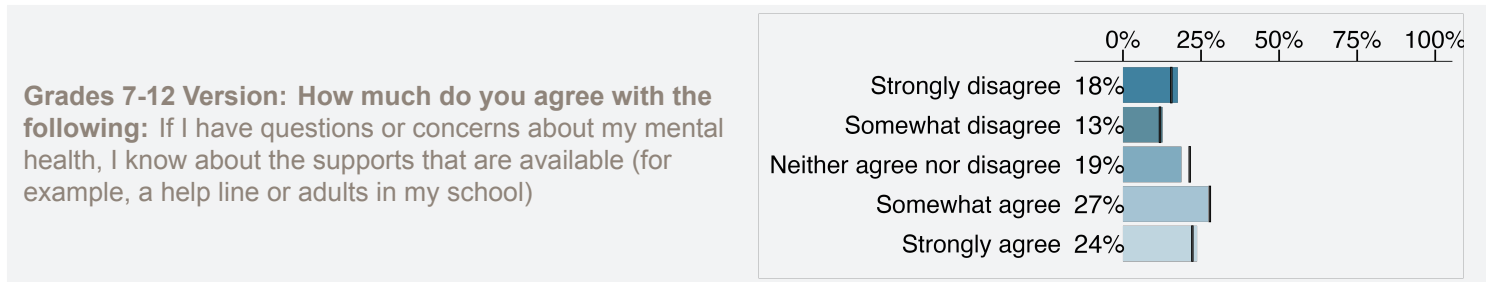 Grades 7-12 Version: How much do you agree with the
following: If I have questions or concerns about my mental
health, I know about the supports that are available (for
example, a help line or adults in my school)
0% 25% 50% 75% 100%
Strongly disagree 18%
Somewhat disagree 13%
Neither agree nor disagree 19%
Somewhat agree 27%
Strongly agree 24%